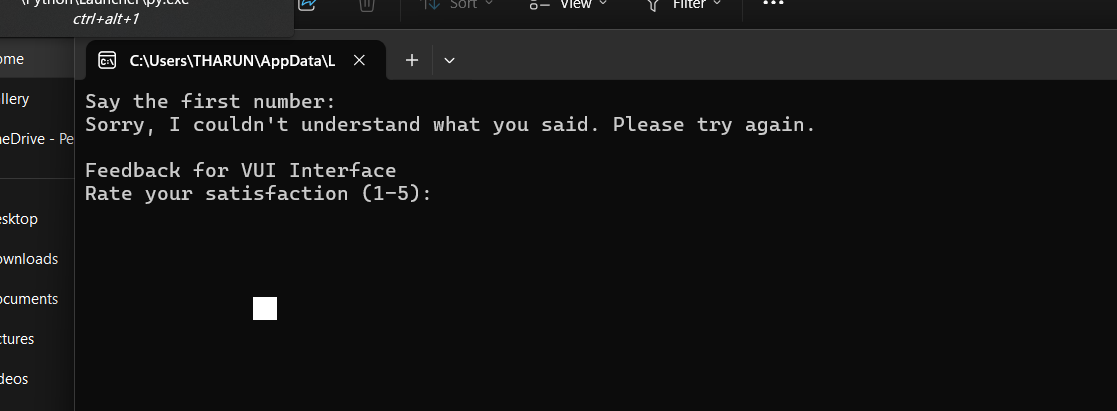 \Python\Launcher\py.exe
ctrl+alt+1
Sort
View
Filter
C:\Users\THARUN\AppData\L
Say the first number:
Sorry, I couldn't understand what you said. Please try again.
Feedback for VUI Interface
Rate your satisfaction (1-5):
ome
llery
eDrive - Pe
esktop
ownloads
ocuments
ctures
deos